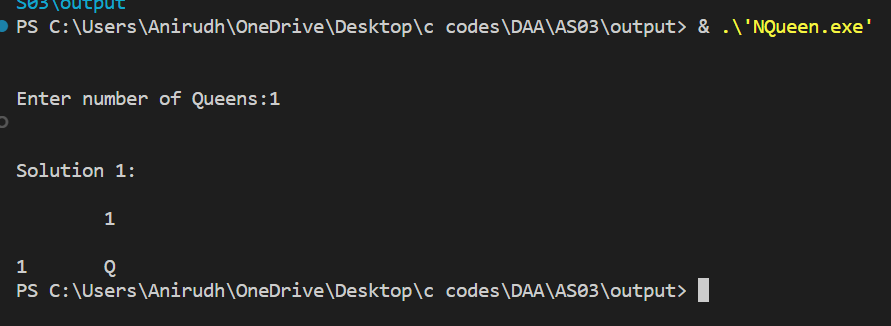 S03\output
PS C:\Users\Anirudh\OneDrive\Desktop\c codes\DAA\AS03\output> & .\'NQueen.exe'
Enter number of Queens:1
Solution 1:
1
1 Q
PS C:\Users\Anirudh\OneDrive\Desktop\c codes\DAA\AS03\output>